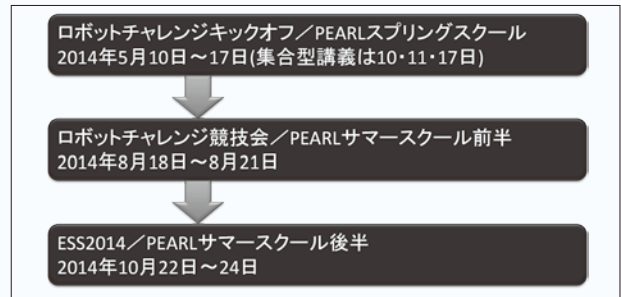 ロボットチャレンジキックオフ／PEARLスプリングスクール
2014年5月10日～17日(集合型講義は10・11・17日)
ロボットチャレンジ競技会／PEARLサマースクール前半
2014年8月18日～8月21日
ESS2014／PEARLサマースクール後半
2014年10月22日～24日